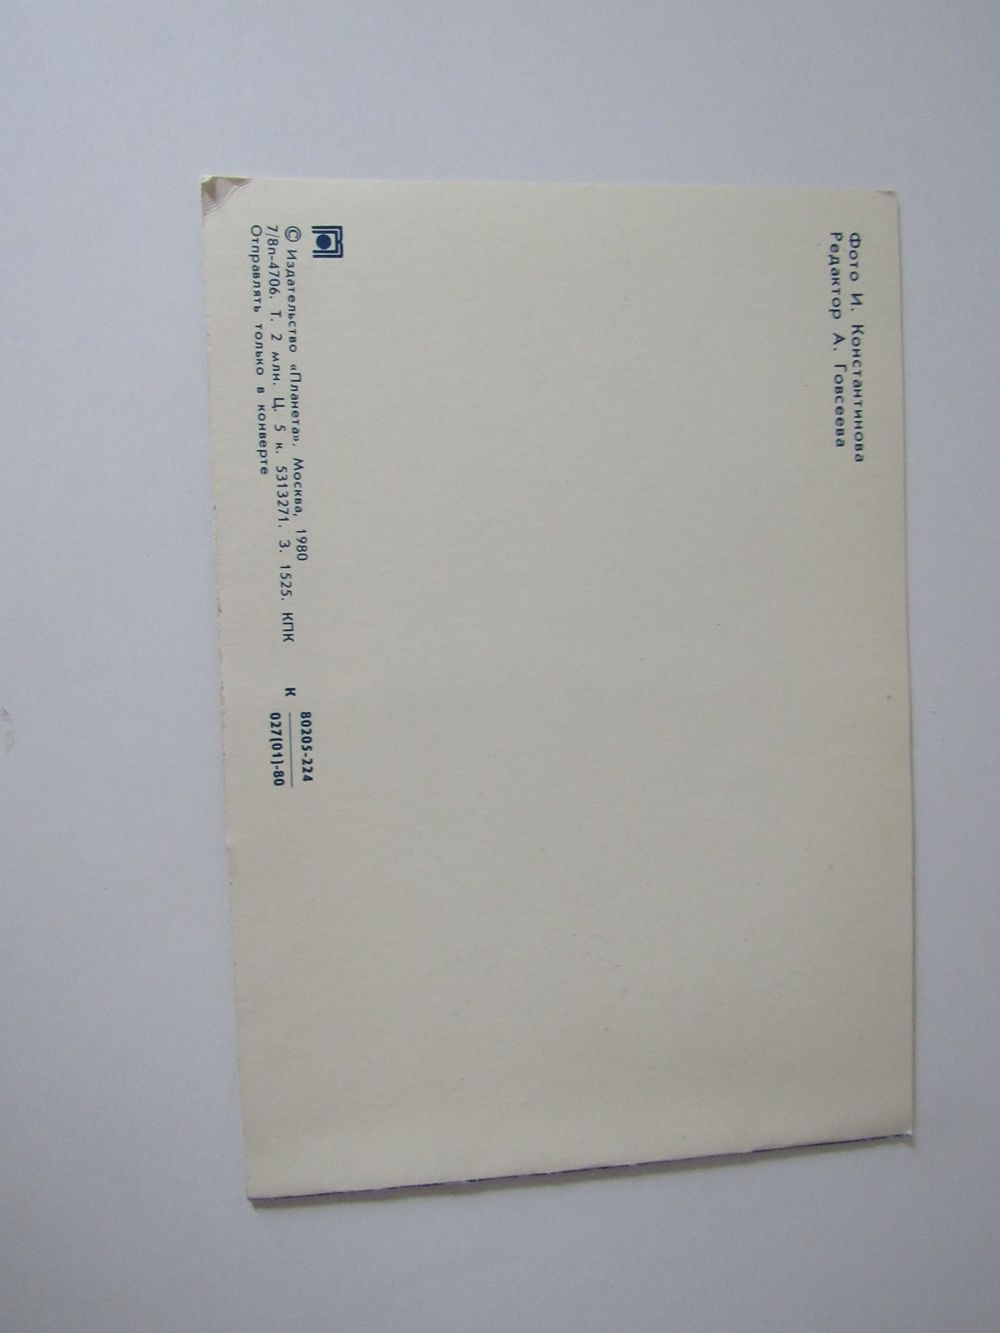 Фото И. Константинова
Редактор А. Говсеева
© Издательство «Планета». Москва, 1980
7/8п-4706. Т. 2 млн. Ц. 5 к. 5313271. З. 1525. КПК
Отправлять только в конверте
К 80205-224
027(01)-80